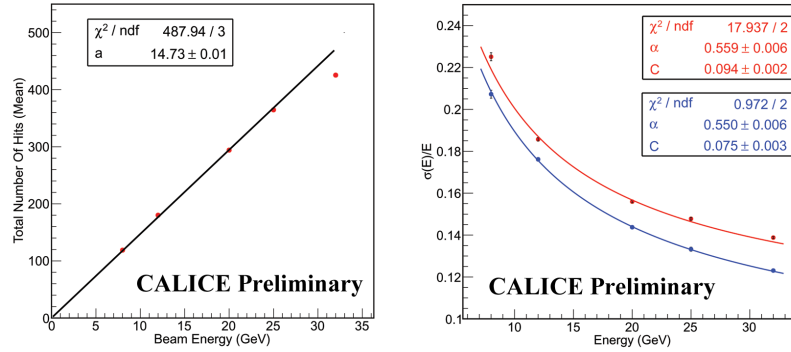 500
400
300
200
100
0
Total Number Of Hits (Mean)
χ² / ndf 487.94 / 3
a 14.73 ± 0.01
CALICE Preliminary
0 5 10 15 20 25 30 35
Beam Energy (GeV)
0.24
0.22
0.2
0.18
0.16
0.14
0.12
0.1
σ(E)/E
χ² / ndf 17.937 / 2
α 0.559 ± 0.006
C 0.094 ± 0.002
χ² / ndf 0.972 / 2
α 0.550 ± 0.006
C 0.075 ± 0.003
CALICE Preliminary
10 15 20 25 30
Energy (GeV)